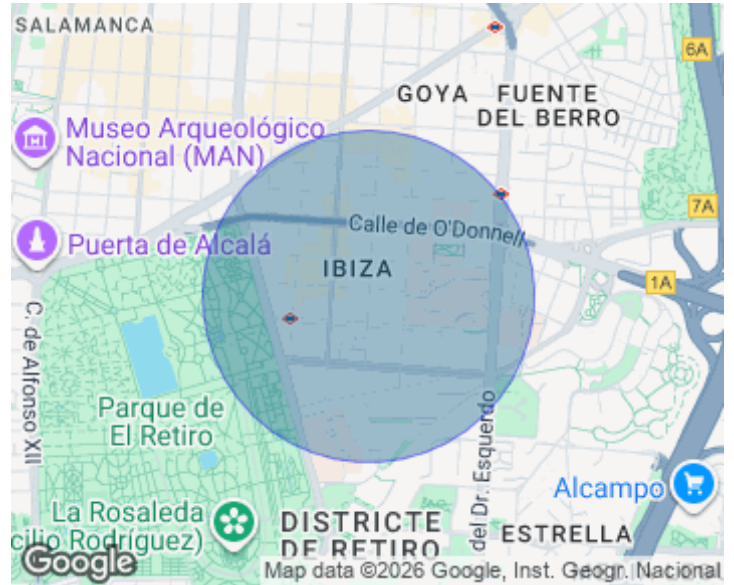 SALAMANCA
6A
GOYA
FUENTE
DEL BERRO
Museo Arqueológico
Nacional (MAN)
7A
Calle de O'Donnell
Puerta de Alcalá
IBIZA
1A
C. de Alfonso XII
Parque de
El Retiro
del Dr. Esquerdo
Alcampo
La Rosaleda
cilio Rodríguez)
DISTRICTE
DE RETIRO
ESTRELLA
Google
Map data ©2026 Google, Inst. Geogr. Nacional